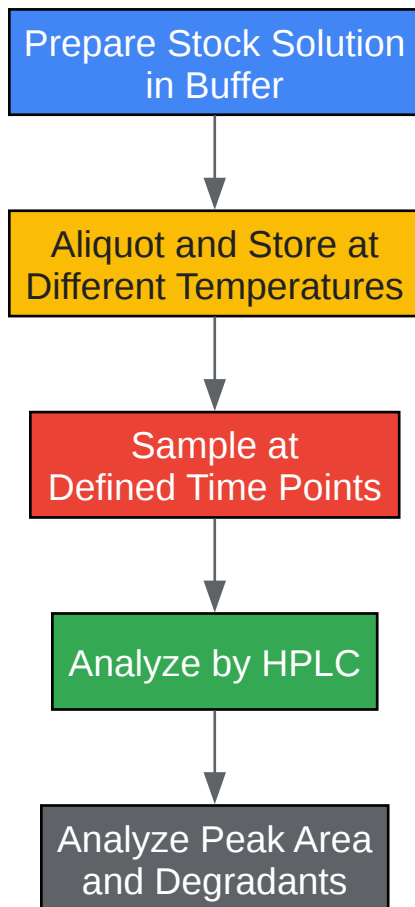 Prepare Stock Solution
in Buffer
Aliquot and Store at
Different Temperatures
Sample at
Defined Time Points
Analyze by HPLC
Analyze Peak Area
and Degradants